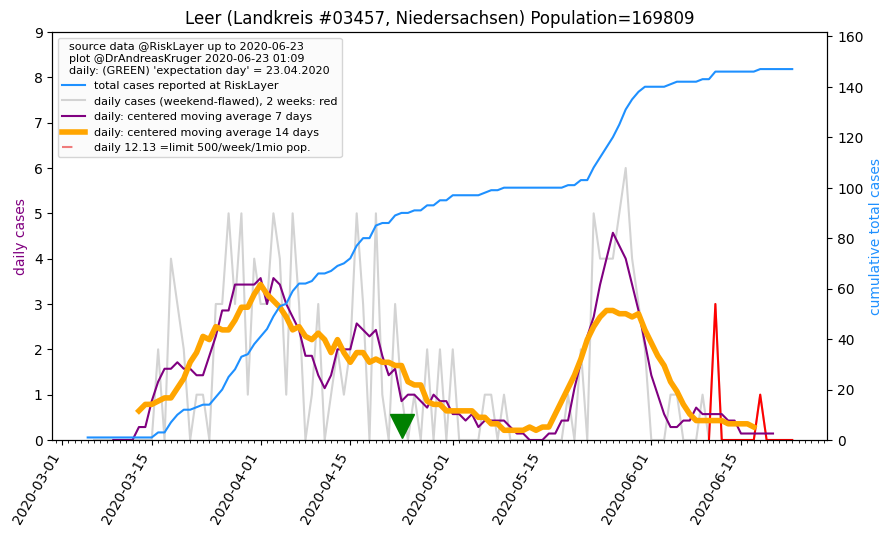 Leer (Landkreis #03457, Niedersachsen) Population=169809
source data @RiskLayer up to 2020-06-23
plot @DrAndreasKruger 2020-06-23 01:09
daily: (GREEN) 'expectation day' = 23.04.2020
total cases reported at RiskLayer
daily cases (weekend-flawed), 2 weeks: red
daily: centered moving average 7 days
daily: centered moving average 14 days
daily 12.13 =limit 500/week/1mio pop.
daily cases
9
8
7
6
5
4
3
2
1
0
160
140
120
100
80
60
40
20
0
cumulative total cases
2020-03-01
2020-03-15
2020-04-01
2020-04-15
2020-05-01
2020-05-15
2020-06-01
2020-06-15